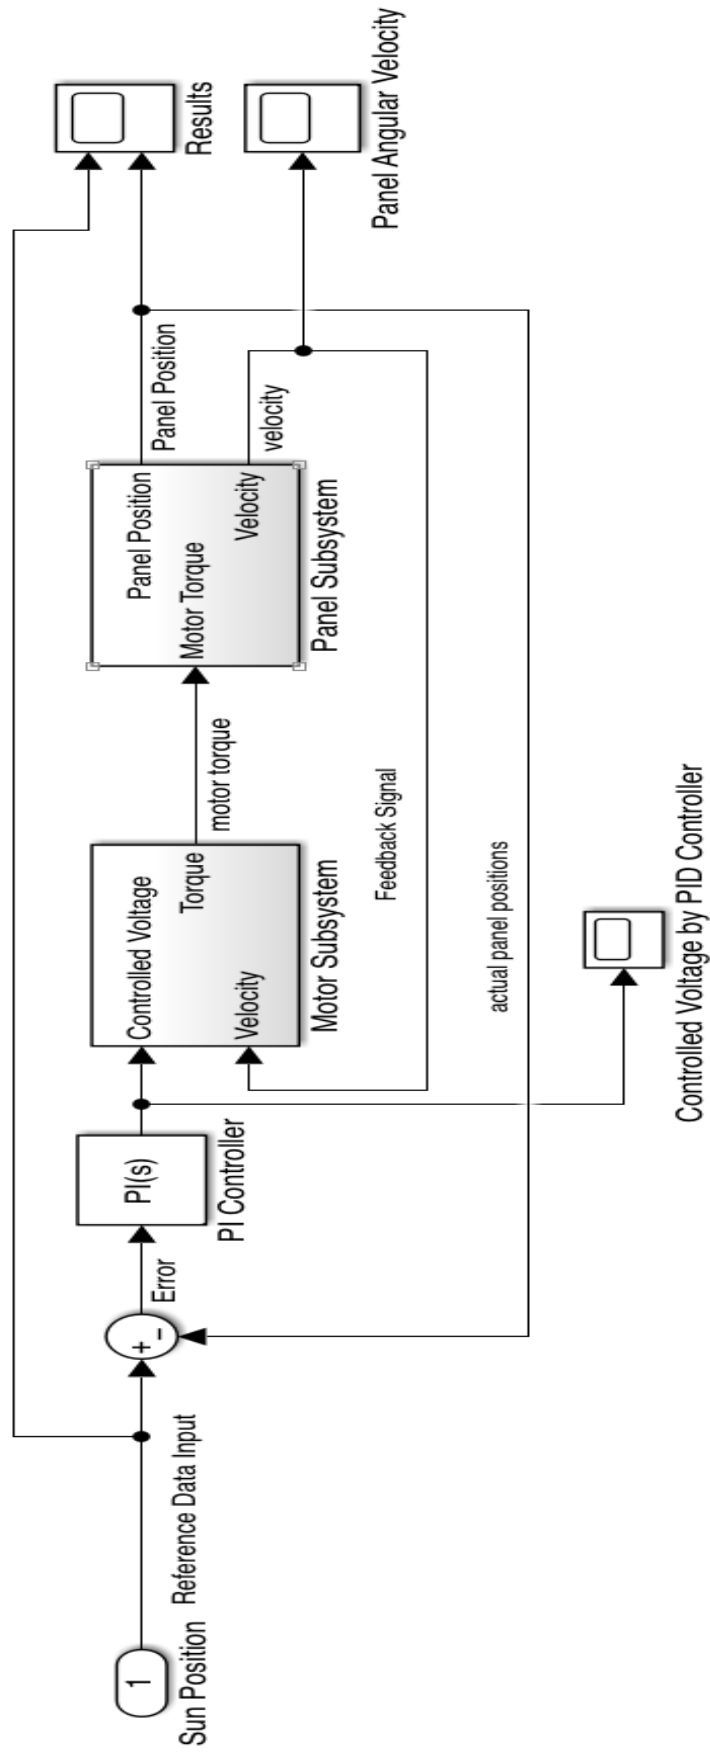 1
Sun Position
Reference Data Input
+
−
Error
PI(s)
PI Controller
Controlled Voltage
Torque
Velocity
Motor Subsystem
motor torque
Panel Position
Motor Torque
Velocity
Panel Subsystem
Panel Position
velocity
Results
Panel Angular Velocity
Feedback Signal
actual panel positions
Controlled Voltage by PID Controller